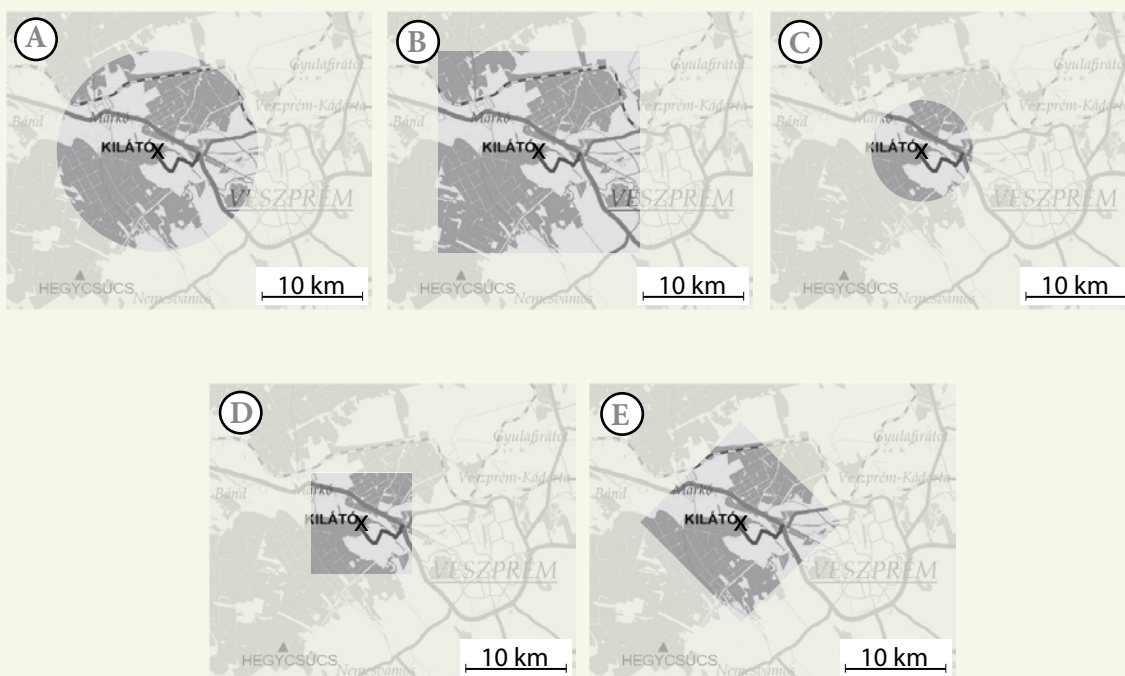 A
Gyulafirátót
Veszprém-Kádárta
Bánd
Márkó
KILÁTÓ X
VESZPRÉM
HEGYCSÚCS
Nemesvámos
10 km
B
Gyulafirátót
Veszprém-Kádárta
Bánd
Márkó
KILÁTÓ X
VESZPRÉM
HEGYCSÚCS
Nemesvámos
10 km
C
Gyulafirátót
Veszprém-Kádárta
Bánd
Márkó
KILÁTÓ X
VESZPRÉM
HEGYCSÚCS
Nemesvámos
10 km
D
Gyulafirátót
Veszprém-Kádárta
Bánd
Márkó
KILÁTÓ X
VESZPRÉM
HEGYCSÚCS
Nemesvámos
10 km
E
Gyulafirátót
Veszprém-Kádárta
Bánd
Márkó
KILÁTÓ X
VESZPRÉM
HEGYCSÚCS
Nemesvámos
10 km